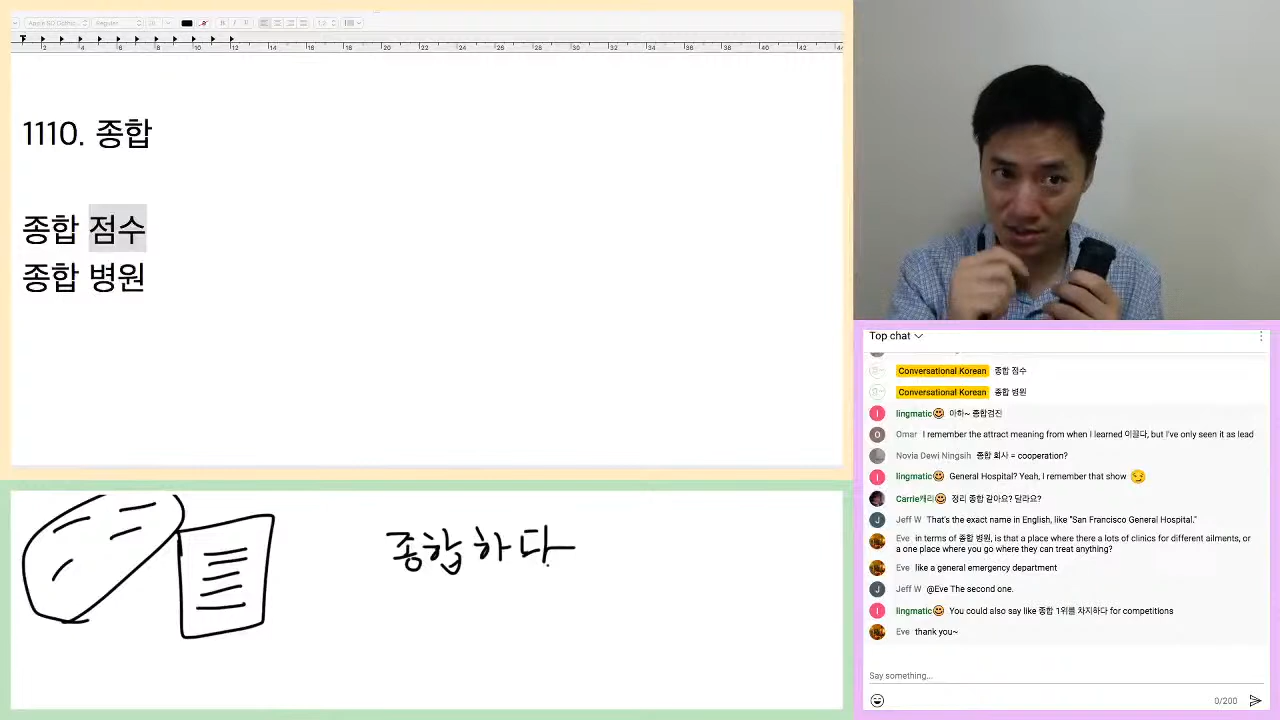 Regular
1110. 종합
종합 점수
종합 병원
종합하다
Top chat
Conversational Korean 종합 점수
Conversational Korean 종합 병원
lingmatic 아하~ 종합검진
Omar I remember the attract meaning from when I learned 이끌다, but I've only seen it as lead
Novia Dewi Ningsih 종합 회사 = cooperation?
lingmatic General Hospital? Yeah, I remember that show
Carrie캐리 정리 종합 같아요? 달라요?
Jeff W That's the exact name in English, like "San Francisco General Hospital."
Eve in terms of 종합 병원, is that a place where there a lots of clinics for different ailments, or
a one place where you go where they can treat anything?
Eve like a general emergency department
Jeff W @Eve The second one.
lingmatic You could also say like 종합 1위를 차지하다 for competitions
Eve thank you~
Say something...
0/200